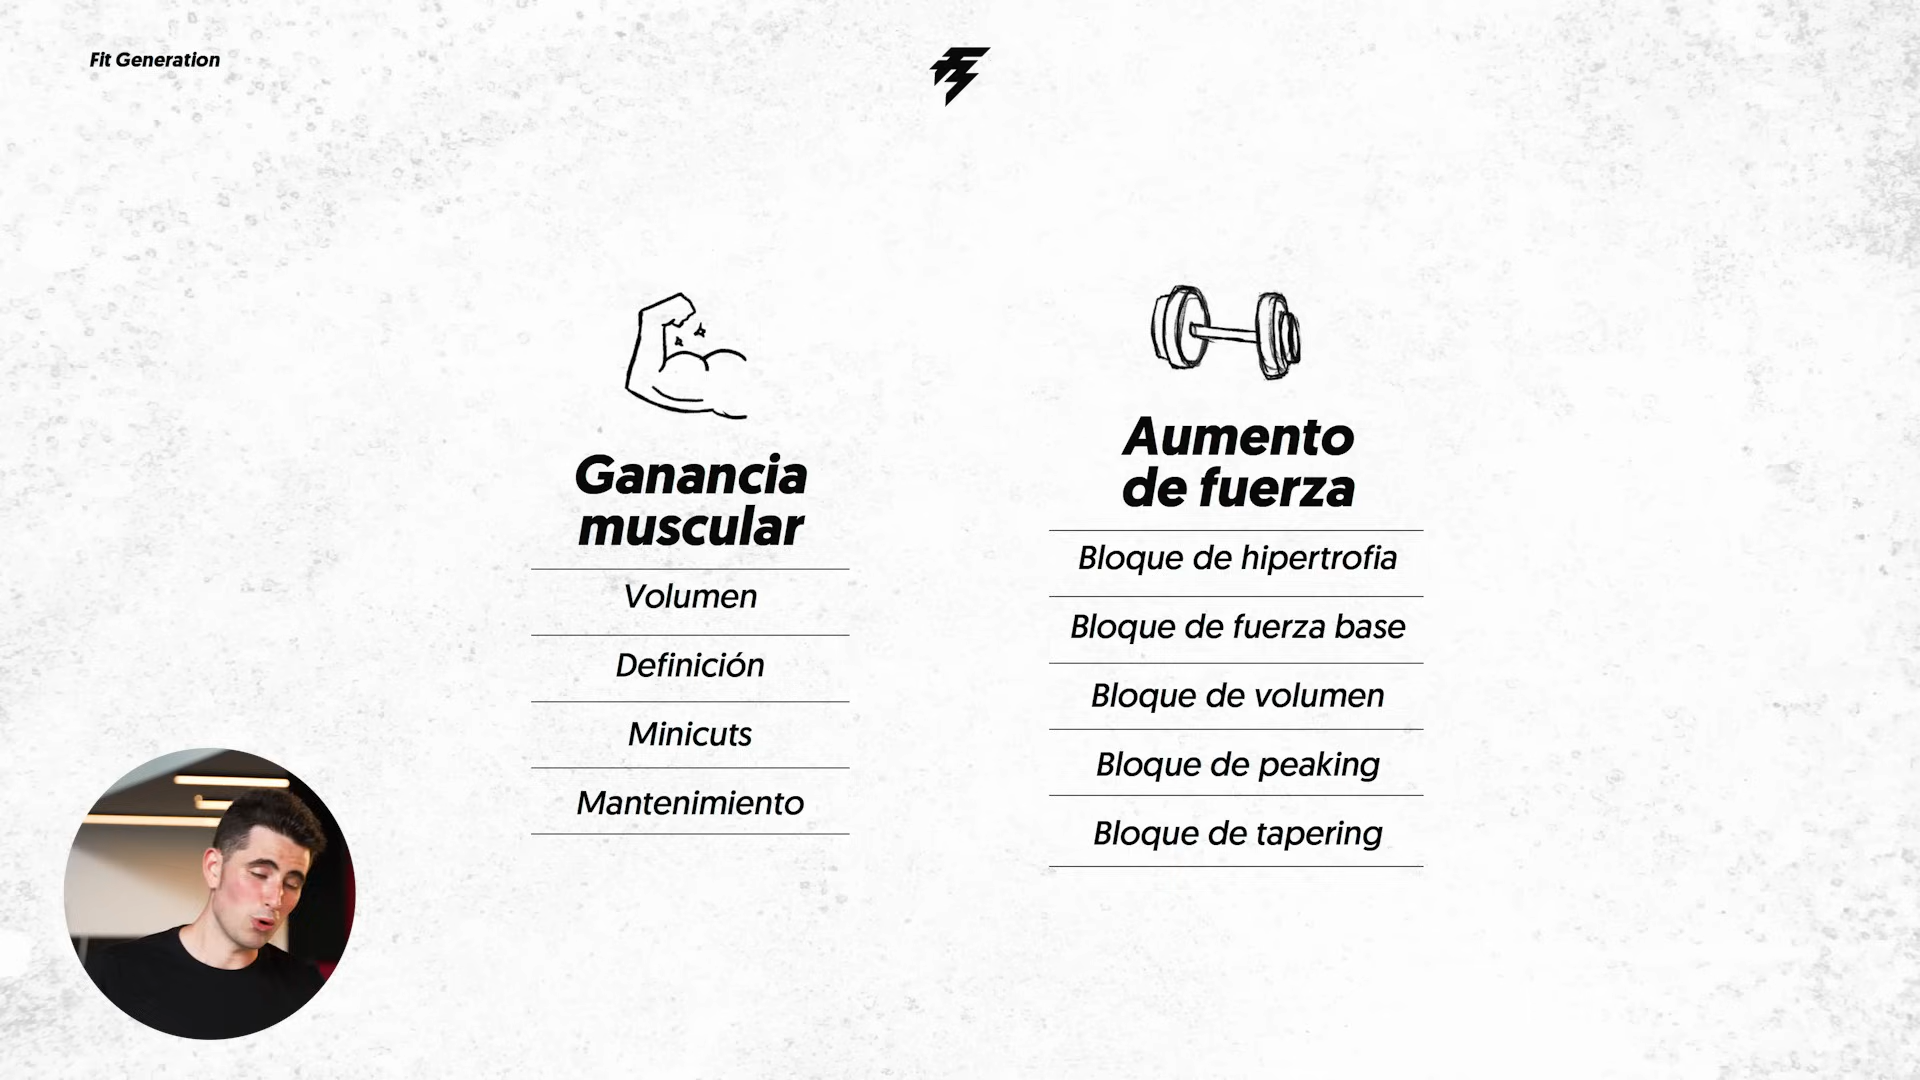 Fit Generation
Ganancia
muscular
Volumen
Definición
Minicuts
Mantenimiento
Aumento
de fuerza
Bloque de hipertrofia
Bloque de fuerza base
Bloque de volumen
Bloque de peaking
Bloque de tapering